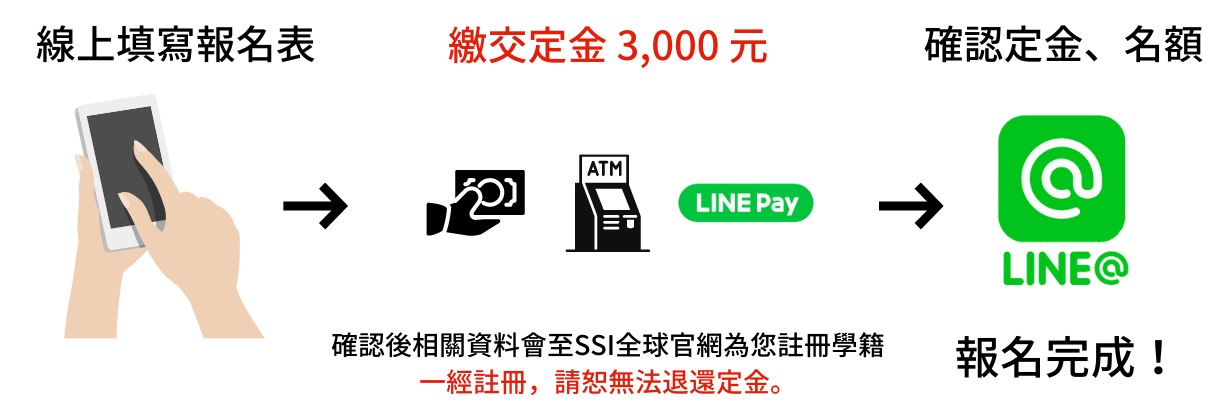 線上填寫報名表
繳交定金 3,000 元
確認定金、名額
ATM
LINE Pay
LINE@
確認後相關資料會至SSI全球官網為您註冊學籍
一經註冊，請恕無法退還定金。
報名完成！